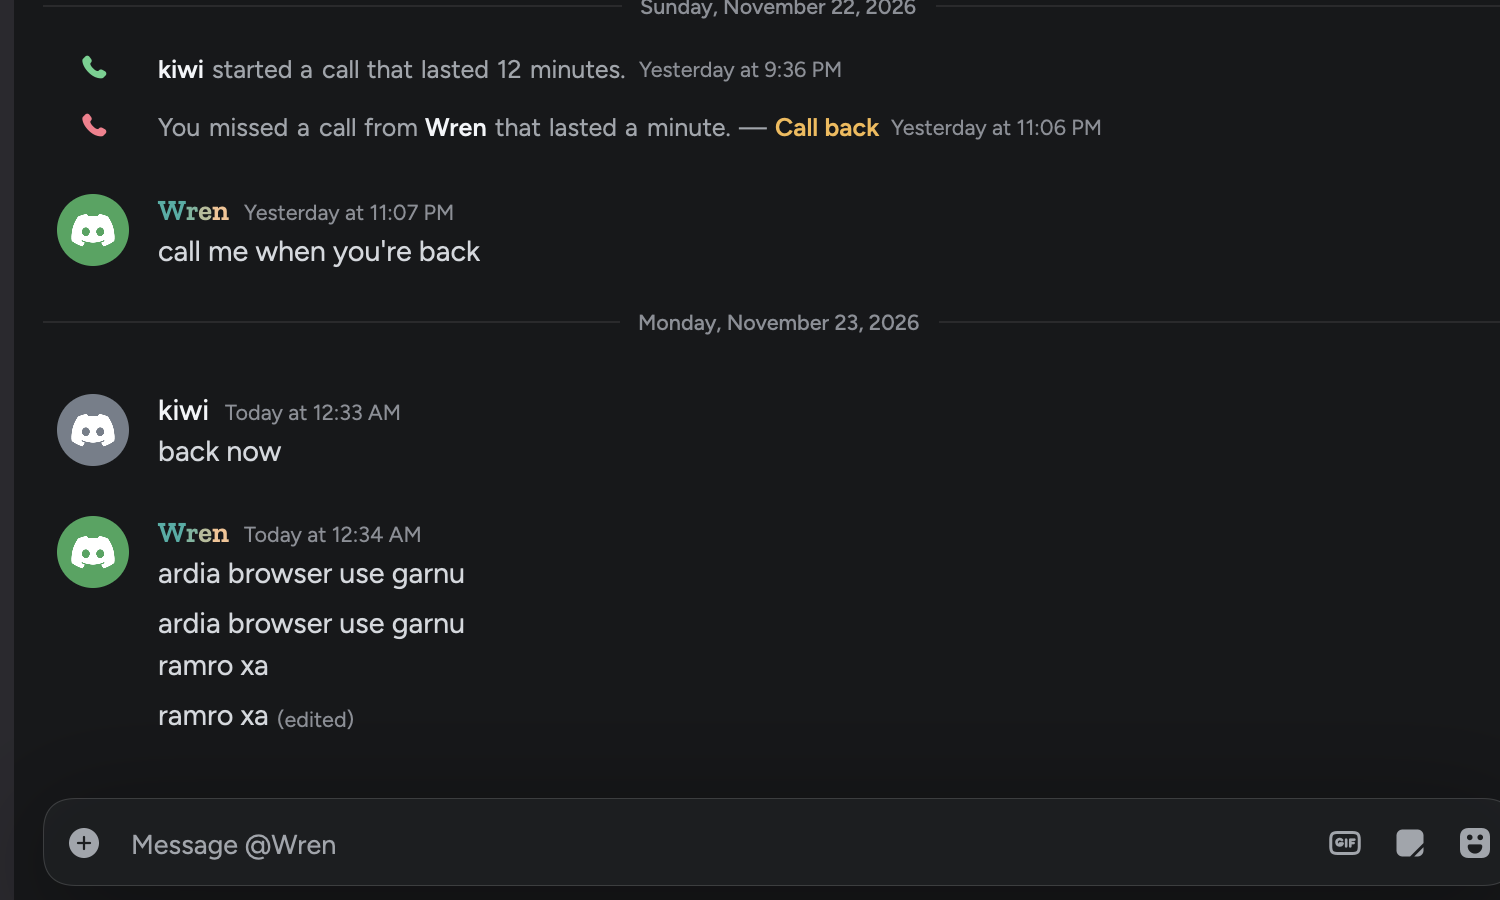 Sunday, November 22, 2026
kiwi started a call that lasted 12 minutes. Yesterday at 9:36 PM
You missed a call from Wren that lasted a minute. — Call back Yesterday at 11:06 PM
Wren Yesterday at 11:07 PM
call me when you're back
Monday, November 23, 2026
kiwi Today at 12:33 AM
back now
Wren Today at 12:34 AM
ardia browser use garnu
ardia browser use garnu
ramro xa
ramro xa (edited)
Message @Wren
GIF